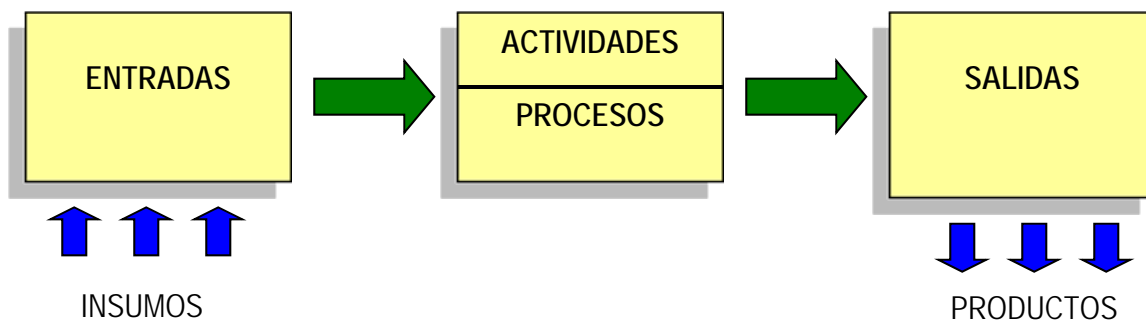 ENTRADAS
ACTIVIDADES
PROCESOS
SALIDAS
INSUMOS
PRODUCTOS